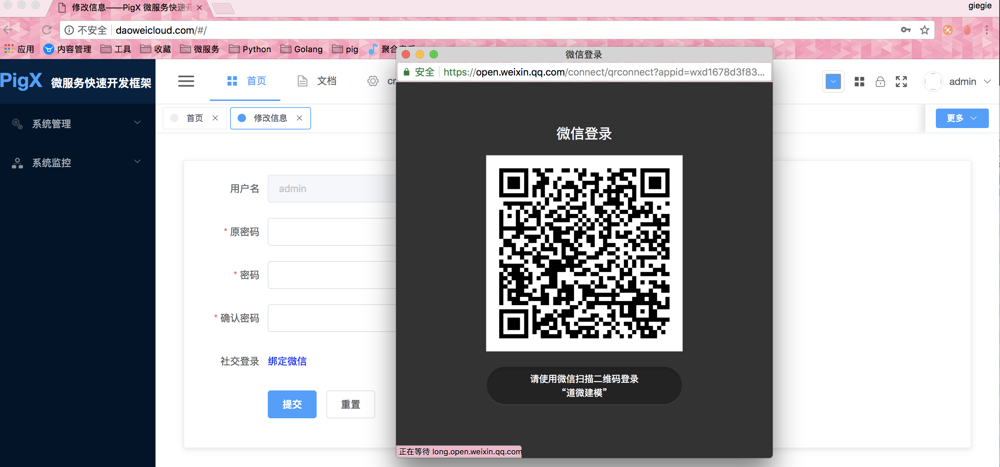 修改信息——PigX 微服务快速开
giegie
不安全 daoweicloud.com/#/
应用 内容管理 工具 收藏 微服务 Python Golang pig 聚合
微信登录
安全 https://open.weixin.qq.com/connect/qrconnect?appid=wxd1678d3f83...
PigX 微服务快速开发框架
首页 文档 cr
admin
首页 修改信息
更多
系统管理
系统监控
微信登录
用户名 admin
* 原密码
* 密码
* 确认密码
社交登录 绑定微信
请使用微信扫描二维码登录
“道微建模”
提交 重置
正在等待 long.open.weixin.qq.com